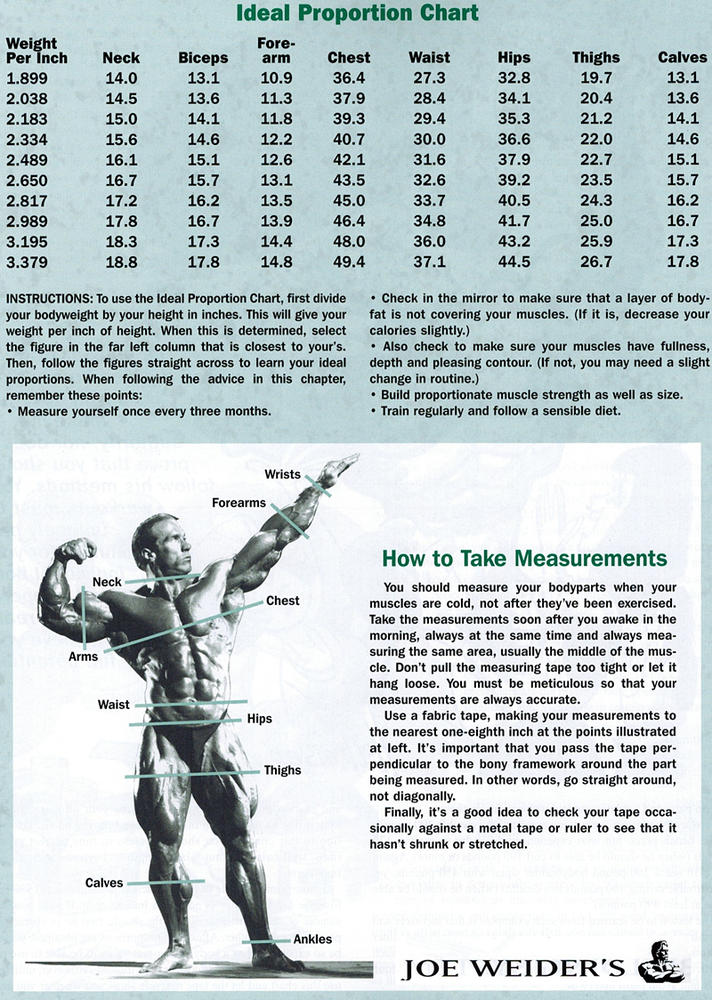 Ideal Proportion Chart
Weight Per Inch Neck Biceps Fore-arm Chest Waist Hips Thighs Calves
1.899 14.0 13.1 10.9 36.4 27.3 32.8 19.7 13.1
2.038 14.5 13.6 11.3 37.9 28.4 34.1 20.4 13.6
2.183 15.0 14.1 11.8 39.3 29.4 35.3 21.2 14.1
2.334 15.6 14.6 12.2 40.7 30.0 36.6 22.0 14.6
2.489 16.1 15.1 12.6 42.1 31.6 37.9 22.7 15.1
2.650 16.7 15.7 13.1 43.5 32.6 39.2 23.5 15.7
2.817 17.2 16.2 13.5 45.0 33.7 40.5 24.3 16.2
2.989 17.8 16.7 13.9 46.4 34.8 41.7 25.0 16.7
3.195 18.3 17.3 14.4 48.0 36.0 43.2 25.9 17.3
3.379 18.8 17.8 14.8 49.4 37.1 44.5 26.7 17.8
INSTRUCTIONS: To use the Ideal Proportion Chart, first divide
your bodyweight by your height in inches. This will give your
weight per inch of height. When this is determined, select
the figure in the far left column that is closest to your's.
Then, follow the figures straight across to learn your ideal
proportions. When following the advice in this chapter,
remember these points:
• Measure yourself once every three months.
• Check in the mirror to make sure that a layer of body-
fat is not covering your muscles. (If it is, decrease your
calories slightly.)
• Also check to make sure your muscles have fullness,
depth and pleasing contour. (If not, you may need a slight
change in routine.)
• Build proportionate muscle strength as well as size.
• Train regularly and follow a sensible diet.
Wrists
Forearms
Neck
Chest
Arms
Waist
Hips
Thighs
Calves
Ankles
How to Take Measurements
You should measure your bodyparts when your
muscles are cold, not after they've been exercised.
Take the measurements soon after you awake in the
morning, always at the same time and always mea-
suring the same area, usually the middle of the mus-
cle. Don't pull the measuring tape too tight or let it
hang loose. You must be meticulous so that your
measurements are always accurate.
Use a fabric tape, making your measurements to
the nearest one-eighth inch at the points illustrated
at left. It's important that you pass the tape per-
pendicular to the bony framework around the part
being measured. In other words, go straight around,
not diagonally.
Finally, it's a good idea to check your tape occa-
sionally against a metal tape or ruler to see that it
hasn't shrunk or stretched.
JOE WEIDER'S